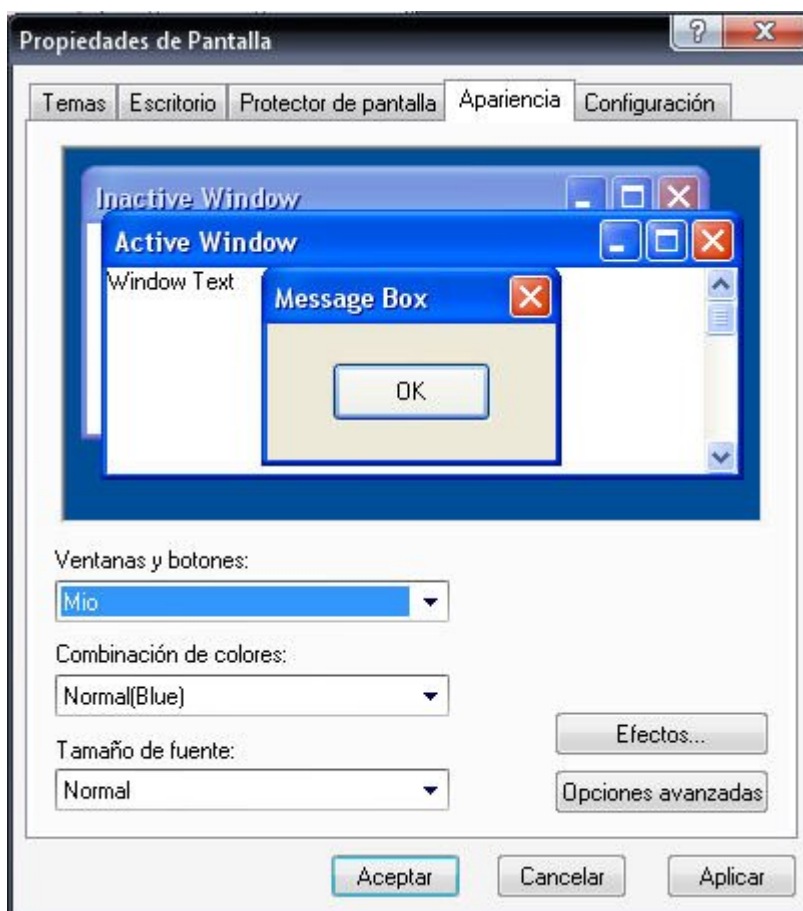 Propiedades de Pantalla
Temas Escritorio Protector de pantalla Apariencia Configuración
Inactive Window
Active Window
Window Text
Message Box
OK
Ventanas y botones:
Mio
Combinación de colores:
Normal(Blue)
Efectos...
Tamaño de fuente:
Normal
Opciones avanzadas
Aceptar Cancelar Aplicar